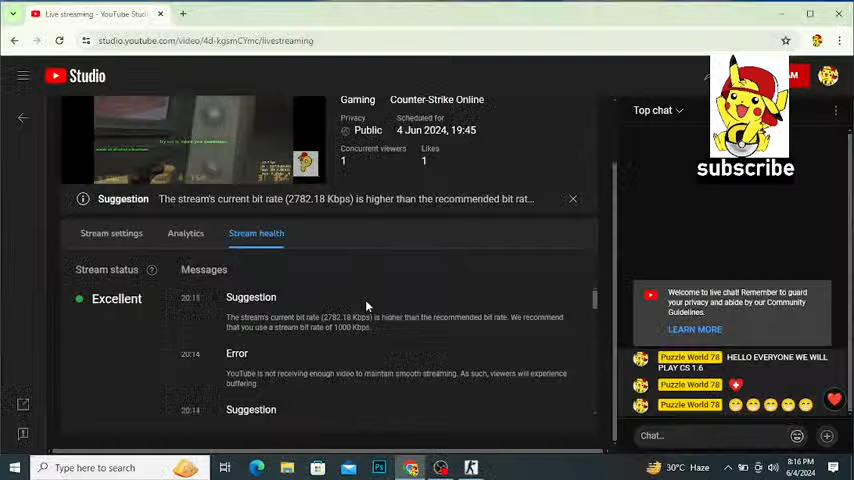 Live streaming - YouTube Studi
studio.youtube.com/video/4d-kgsmCYmc/livestreaming
Studio
AM
subscribe
Gaming Counter-Strike Online
Privacy Scheduled for
Public 4 Jun 2024, 19:45
Concurrent viewers Likes
1 1
Suggestion The stream's current bit rate (2782.18 Kbps) is higher than the recommended bit rat...
Stream settings Analytics Stream health
Stream status Messages
Excellent
20:15 Suggestion
The stream's current bit rate (2782.18 Kbps) is higher than the recommended bit rate. We recommend
that you use a stream bit rate of 1000 Kbps.
20:14 Error
YouTube is not receiving enough video to maintain smooth streaming. As such, viewers will experience
buffering.
20:14 Suggestion
Top chat
Welcome to live chat! Remember to guard
your privacy and abide by our Community
Guidelines.
LEARN MORE
Puzzle World 78 HELLO EVERYONE WE WILL
PLAY CS 1.6
Puzzle World 78
Puzzle World 78
Chat...
Type here to search
Ps
30°C Haze
8:16 PM
6/4/2024